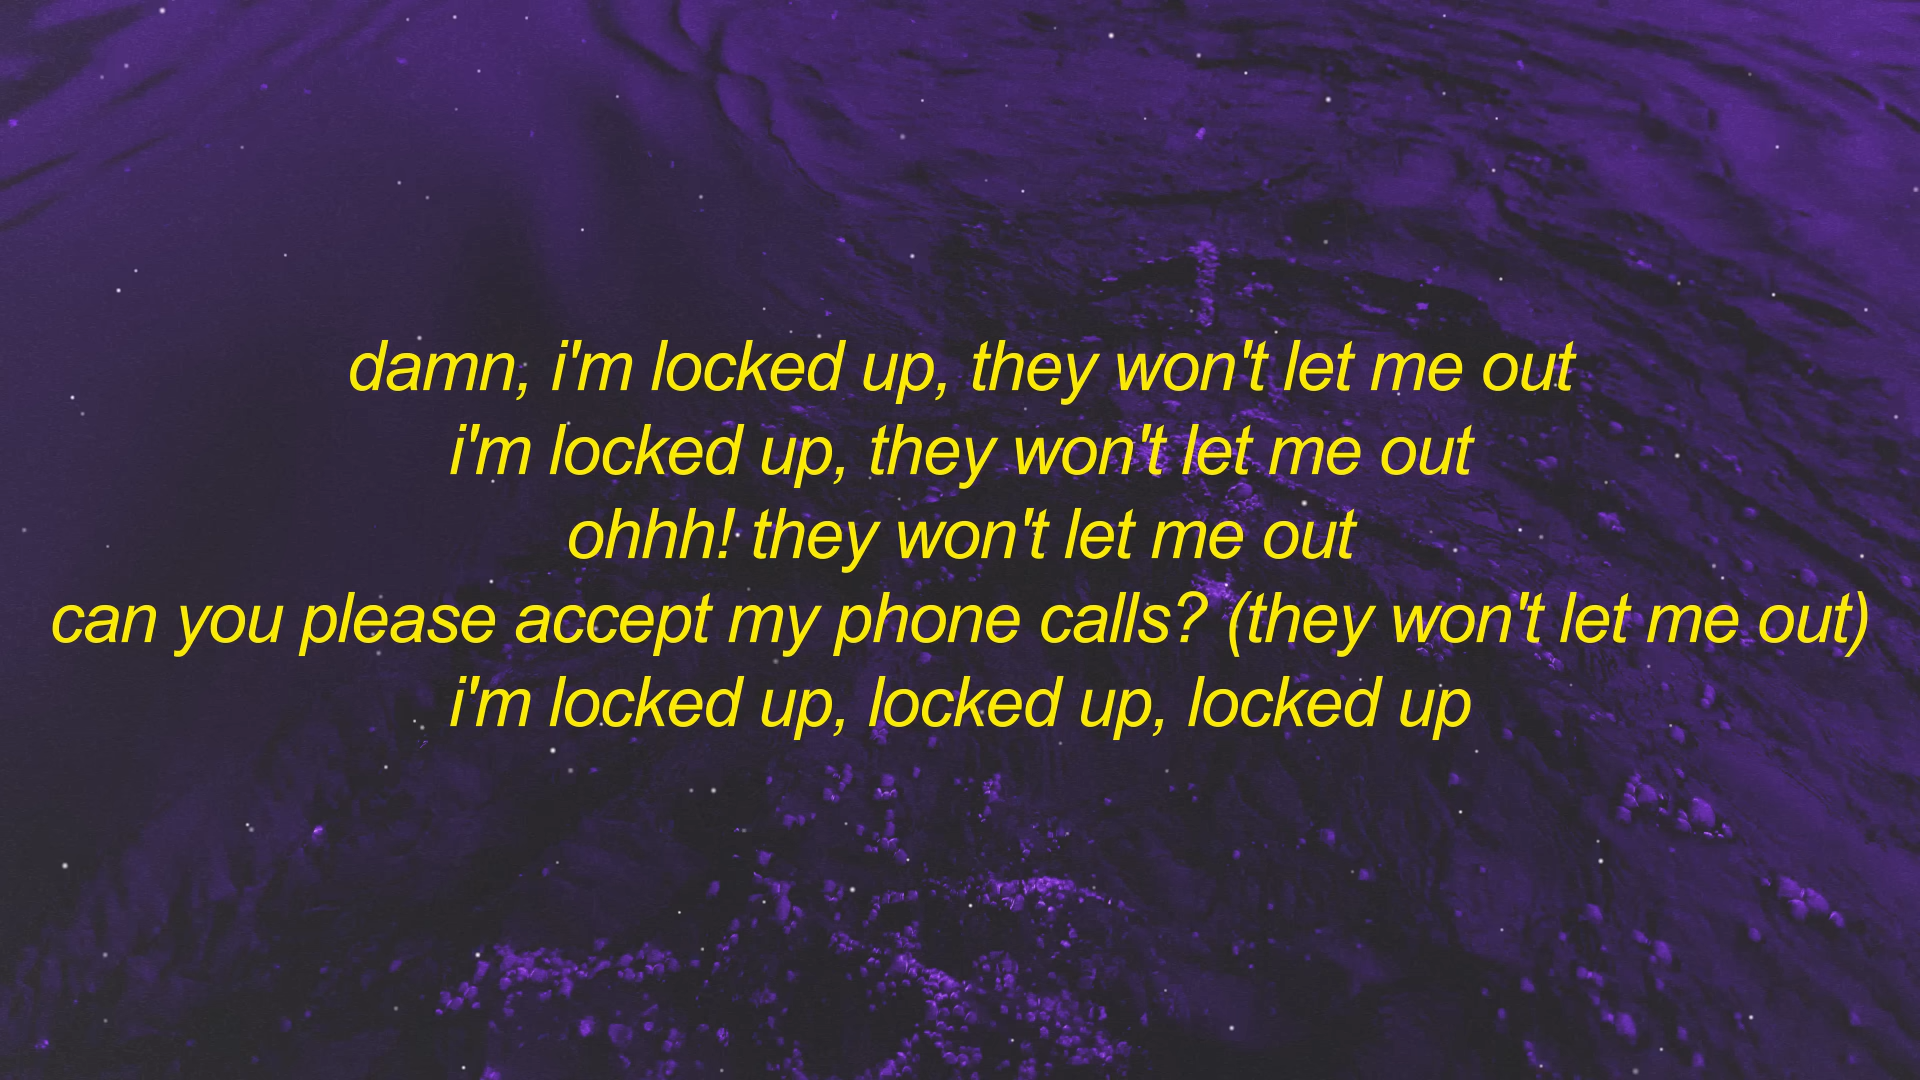 damn, i'm locked up, they won't let me out
i'm locked up, they won't let me out
ohhh! they won't let me out
can you please accept my phone calls? (they won't let me out)
i'm locked up, locked up, locked up